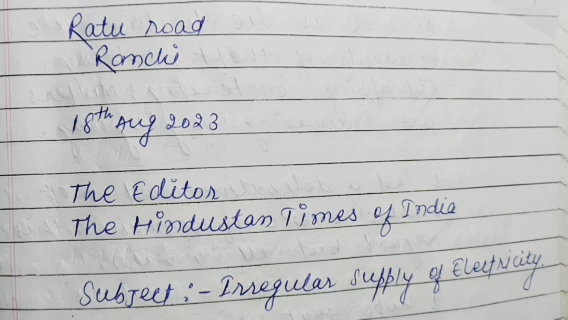 Ratu road
Ranchi
18th Aug 2023
The Editor
The Hindustan Times of India
Subject :- Irregular supply of Electricity.